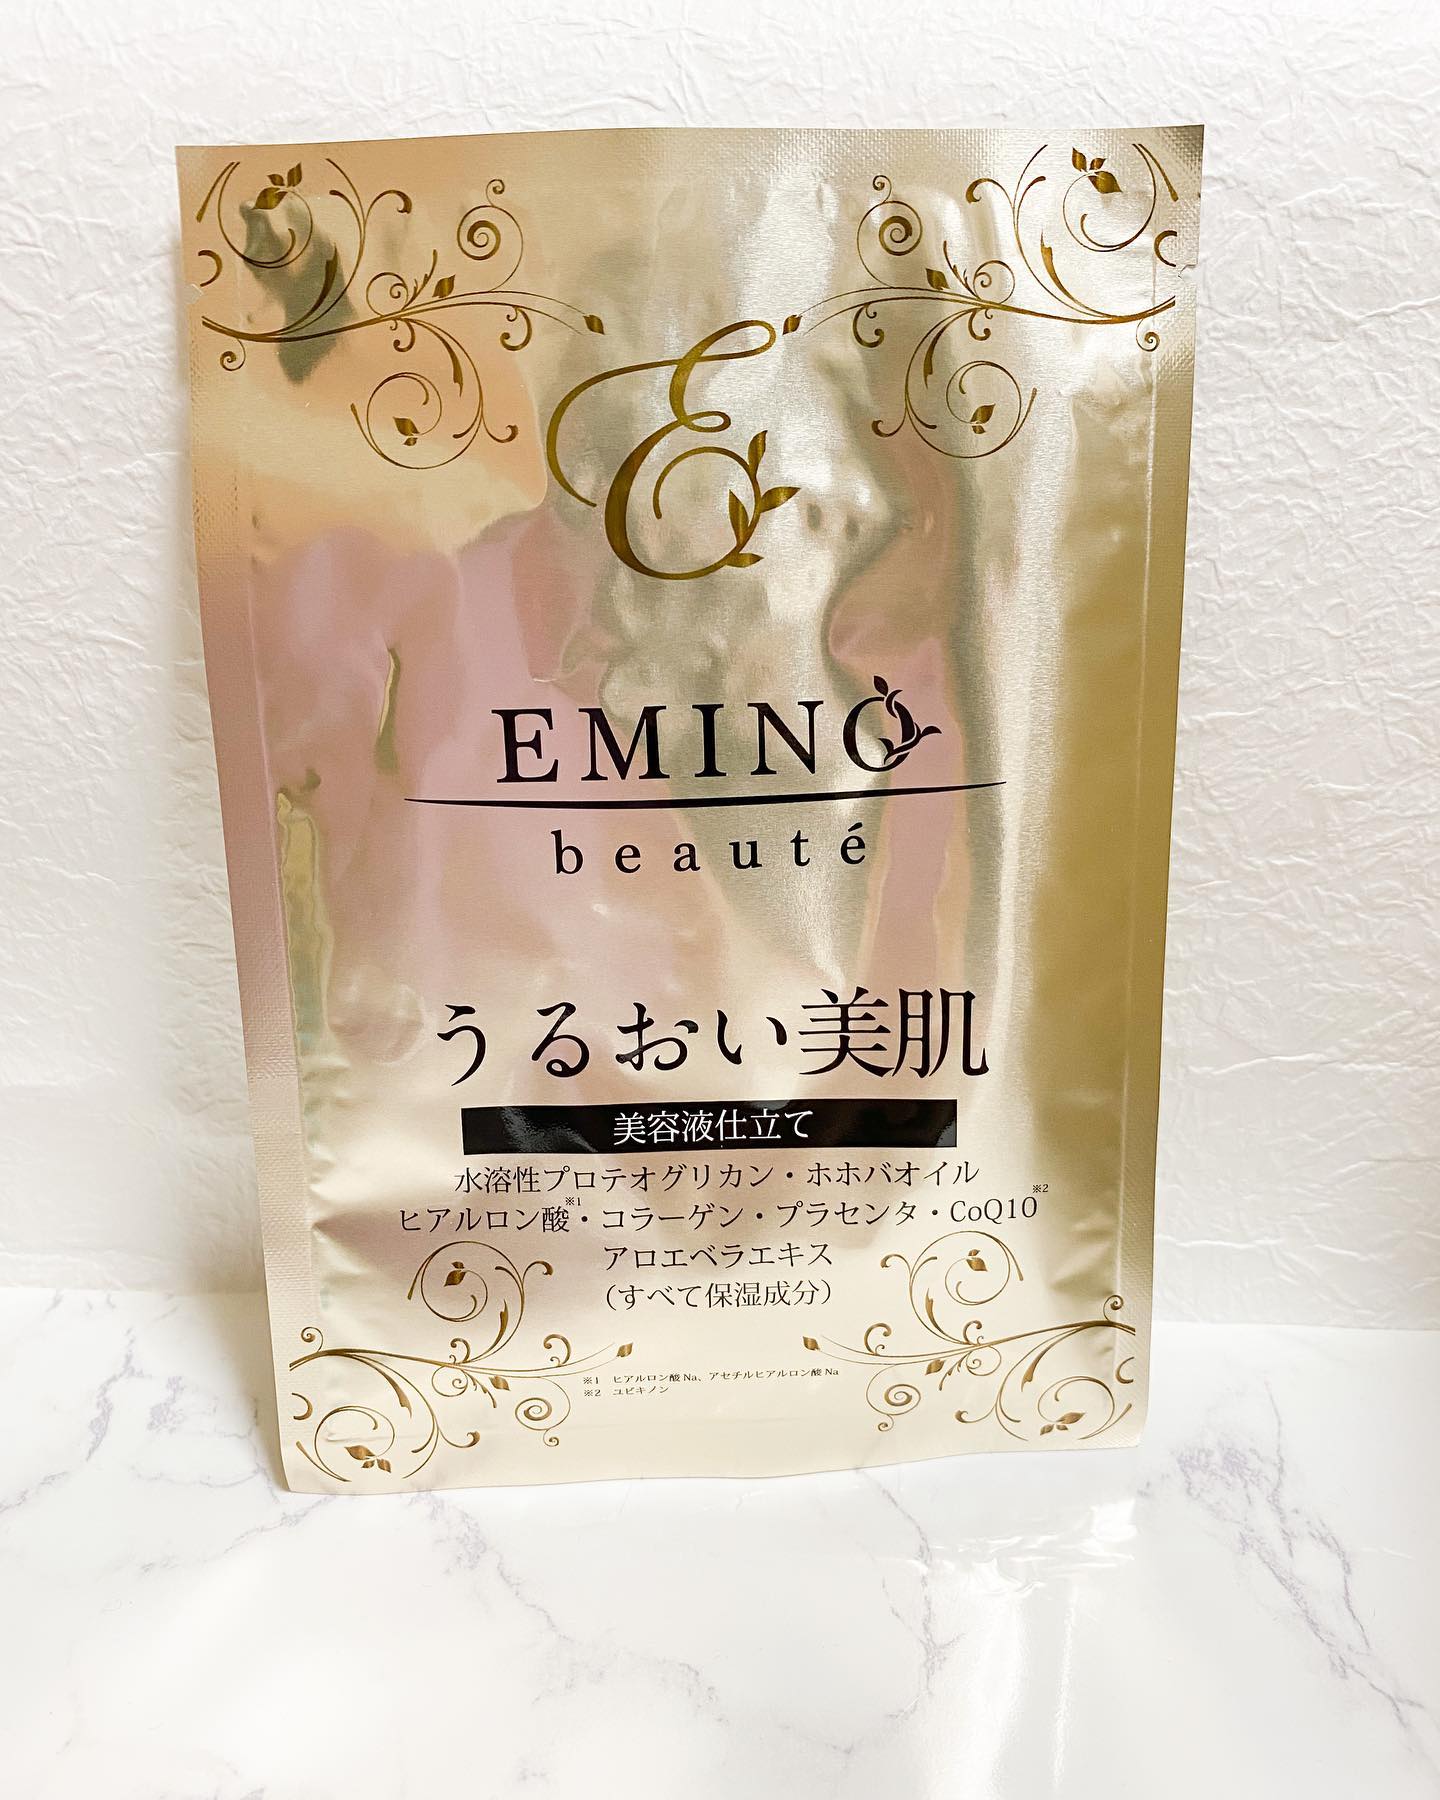 E
EMINO
beauté
うるおい美肌
美容液仕立て
水溶性プロテオグリカン・ホホバオイル
ヒアルロン酸※1・コラーゲン・プラセンタ・CoQ10※2
アロエベラエキス
（すべて保湿成分）
※1 ヒアルロン酸Na、アセチルヒアルロン酸Na
※2 ユビキノン